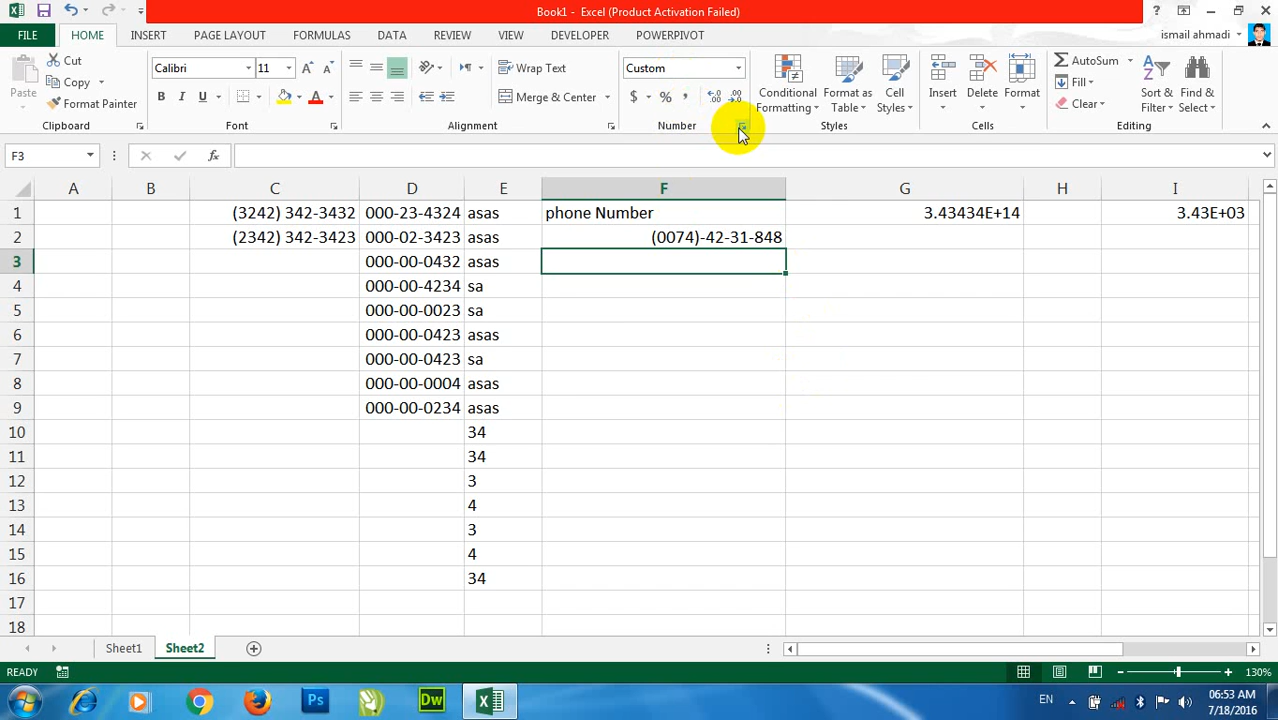 Book1 - Excel (Product Activation Failed)
FILE HOME INSERT PAGE LAYOUT FORMULAS DATA REVIEW VIEW DEVELOPER POWERPIVOT ismail ahmadi
Paste
Cut
Copy
Format Painter
Clipboard
Calibri 11
B I U
Font
Wrap Text
Merge & Center
Alignment
Custom
$ % ,
Number
Conditional Formatting
Format as Table
Cell Styles
Styles
Insert
Delete
Format
Cells
AutoSum
Fill
Clear
Sort & Filter
Find & Select
Editing
F3 fx
A B C D E F G H I
1 (3242) 342-3432 000-23-4324 asas phone Number 3.43434E+14 3.43E+03
2 (2342) 342-3423 000-02-3423 asas (0074)-42-31-848
3 000-00-0432 asas
4 000-00-4234 sa
5 000-00-0023 sa
6 000-00-0423 asas
7 000-00-0423 sa
8 000-00-0004 asas
9 000-00-0234 asas
10 34
11 34
12 3
13 4
14 3
15 4
16 34
17
18
Sheet1 Sheet2
READY 130%
Ps Dw EN 06:53 AM
7/18/2016